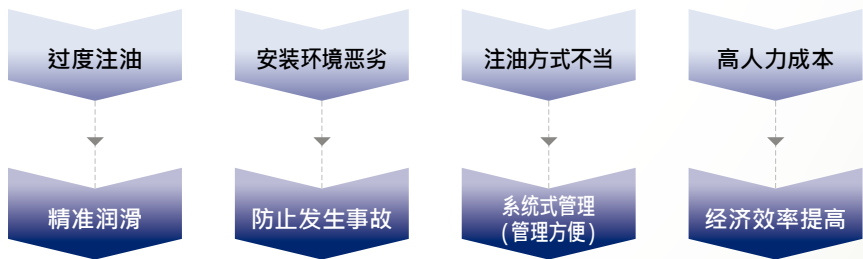 过度注油
安装环境恶劣
注油方式不当
高人力成本
精准润滑
防止发生事故
系统式管理
(管理方便)
经济效率提高